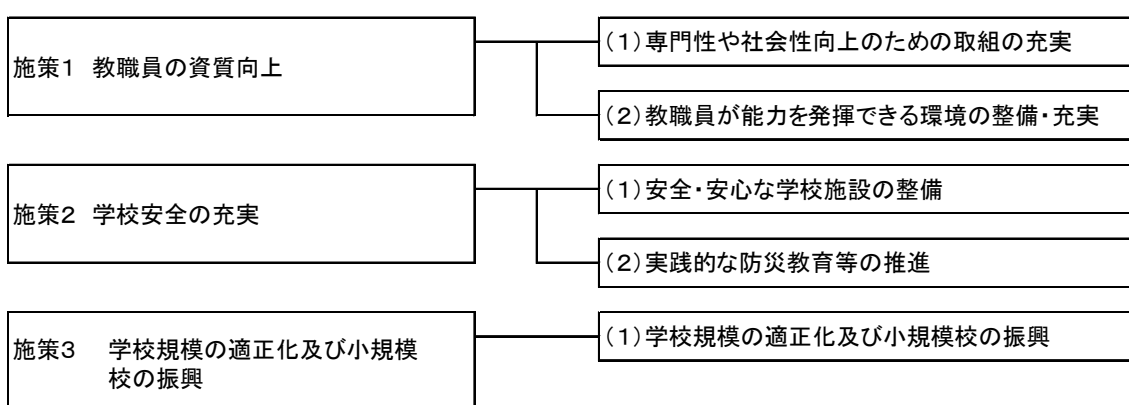 施策1 教職員の資質向上
(1)専門性や社会性向上のための取組の充実
(2)教職員が能力を発揮できる環境の整備・充実
施策2 学校安全の充実
(1)安全・安心な学校施設の整備
(2)実践的な防災教育等の推進
施策3 学校規模の適正化及び小規模
校の振興
(1)学校規模の適正化及び小規模校の振興